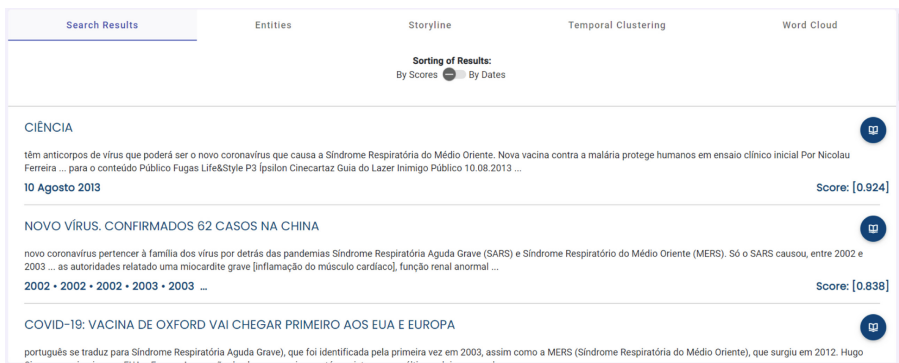 Search Results Entities Storyline Temporal Clustering Word Cloud
Sorting of Results:
By Scores By Dates
CIÊNCIA
têm anticorpos de vírus que poderá ser o novo coronavírus que causa a Síndrome Respiratória do Médio Oriente. Nova vacina contra a malária protege humanos em ensaio clínico inicial Por Nicolau
Ferreira ... para o conteúdo Público Fugas Life&Style P3 Ípsilon Cinecartaz Guia do Lazer Inimigo Público 10.08.2013 ...
10 Agosto 2013 Score: [0.924]
NOVO VÍRUS. CONFIRMADOS 62 CASOS NA CHINA
novo coronavírus pertencer à família dos vírus por detrás das pandemias Síndrome Respiratória Aguda Grave (SARS) e Síndrome Respiratório do Médio Oriente (MERS). Só o SARS causou, entre 2002 e
2003 ... as autoridades relatado uma miocardite grave [inflamação do músculo cardíaco], função renal anormal ...
2002 • 2002 • 2002 • 2003 • 2003 ... Score: [0.838]
COVID-19: VACINA DE OXFORD VAI CHEGAR PRIMEIRO AOS EUA E EUROPA
português se traduz para Síndrome Respiratória Aguda Grave), que foi identificada pela primeira vez em 2003, assim como a MERS (Síndrome Respiratória do Médio Oriente), que surgiu em 2012. Hugo